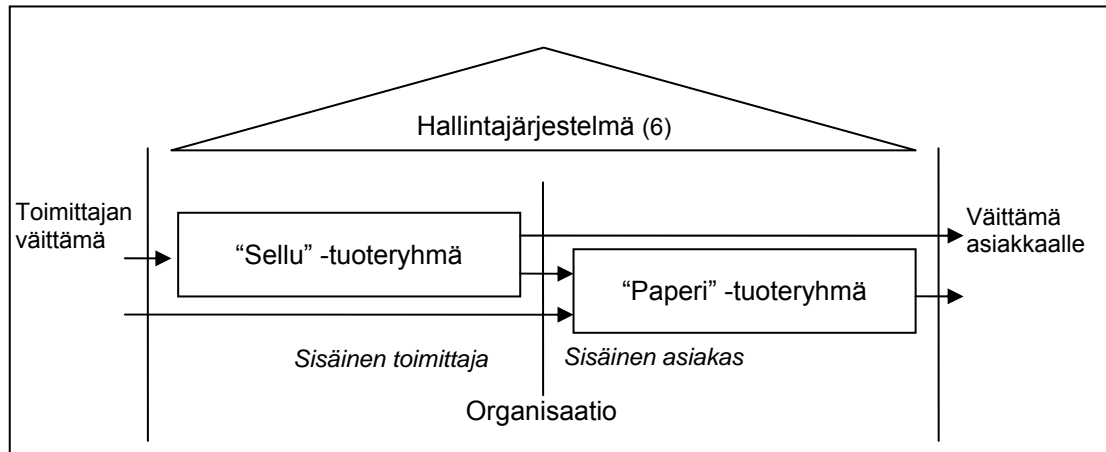 Hallintajärjestelmä (6)
Toimittajan
väittämä
Väittämä
asiakkaalle
“Sellu” -tuoteryhmä
“Paperi” -tuoteryhmä
Sisäinen toimittaja
Sisäinen asiakas
Organisaatio